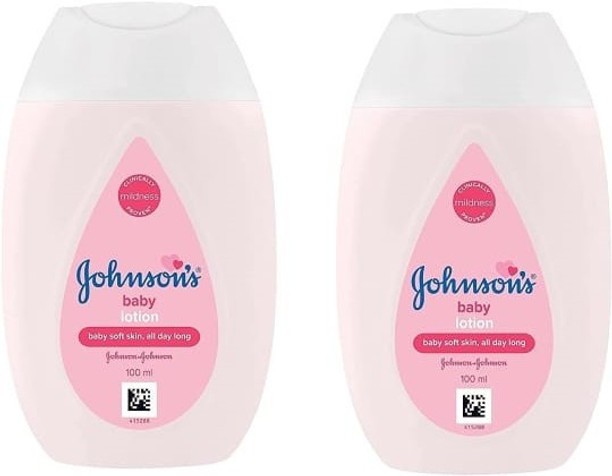 CLINICALLY
mildness
PROVEN*
Johnson's®
baby
lotion
baby soft skin, all day long
Johnson & Johnson
100 ml
CLINICALLY
mildness
PROVEN*
Johnson's®
baby
lotion
baby soft skin, all day long
Johnson & Johnson
100 ml